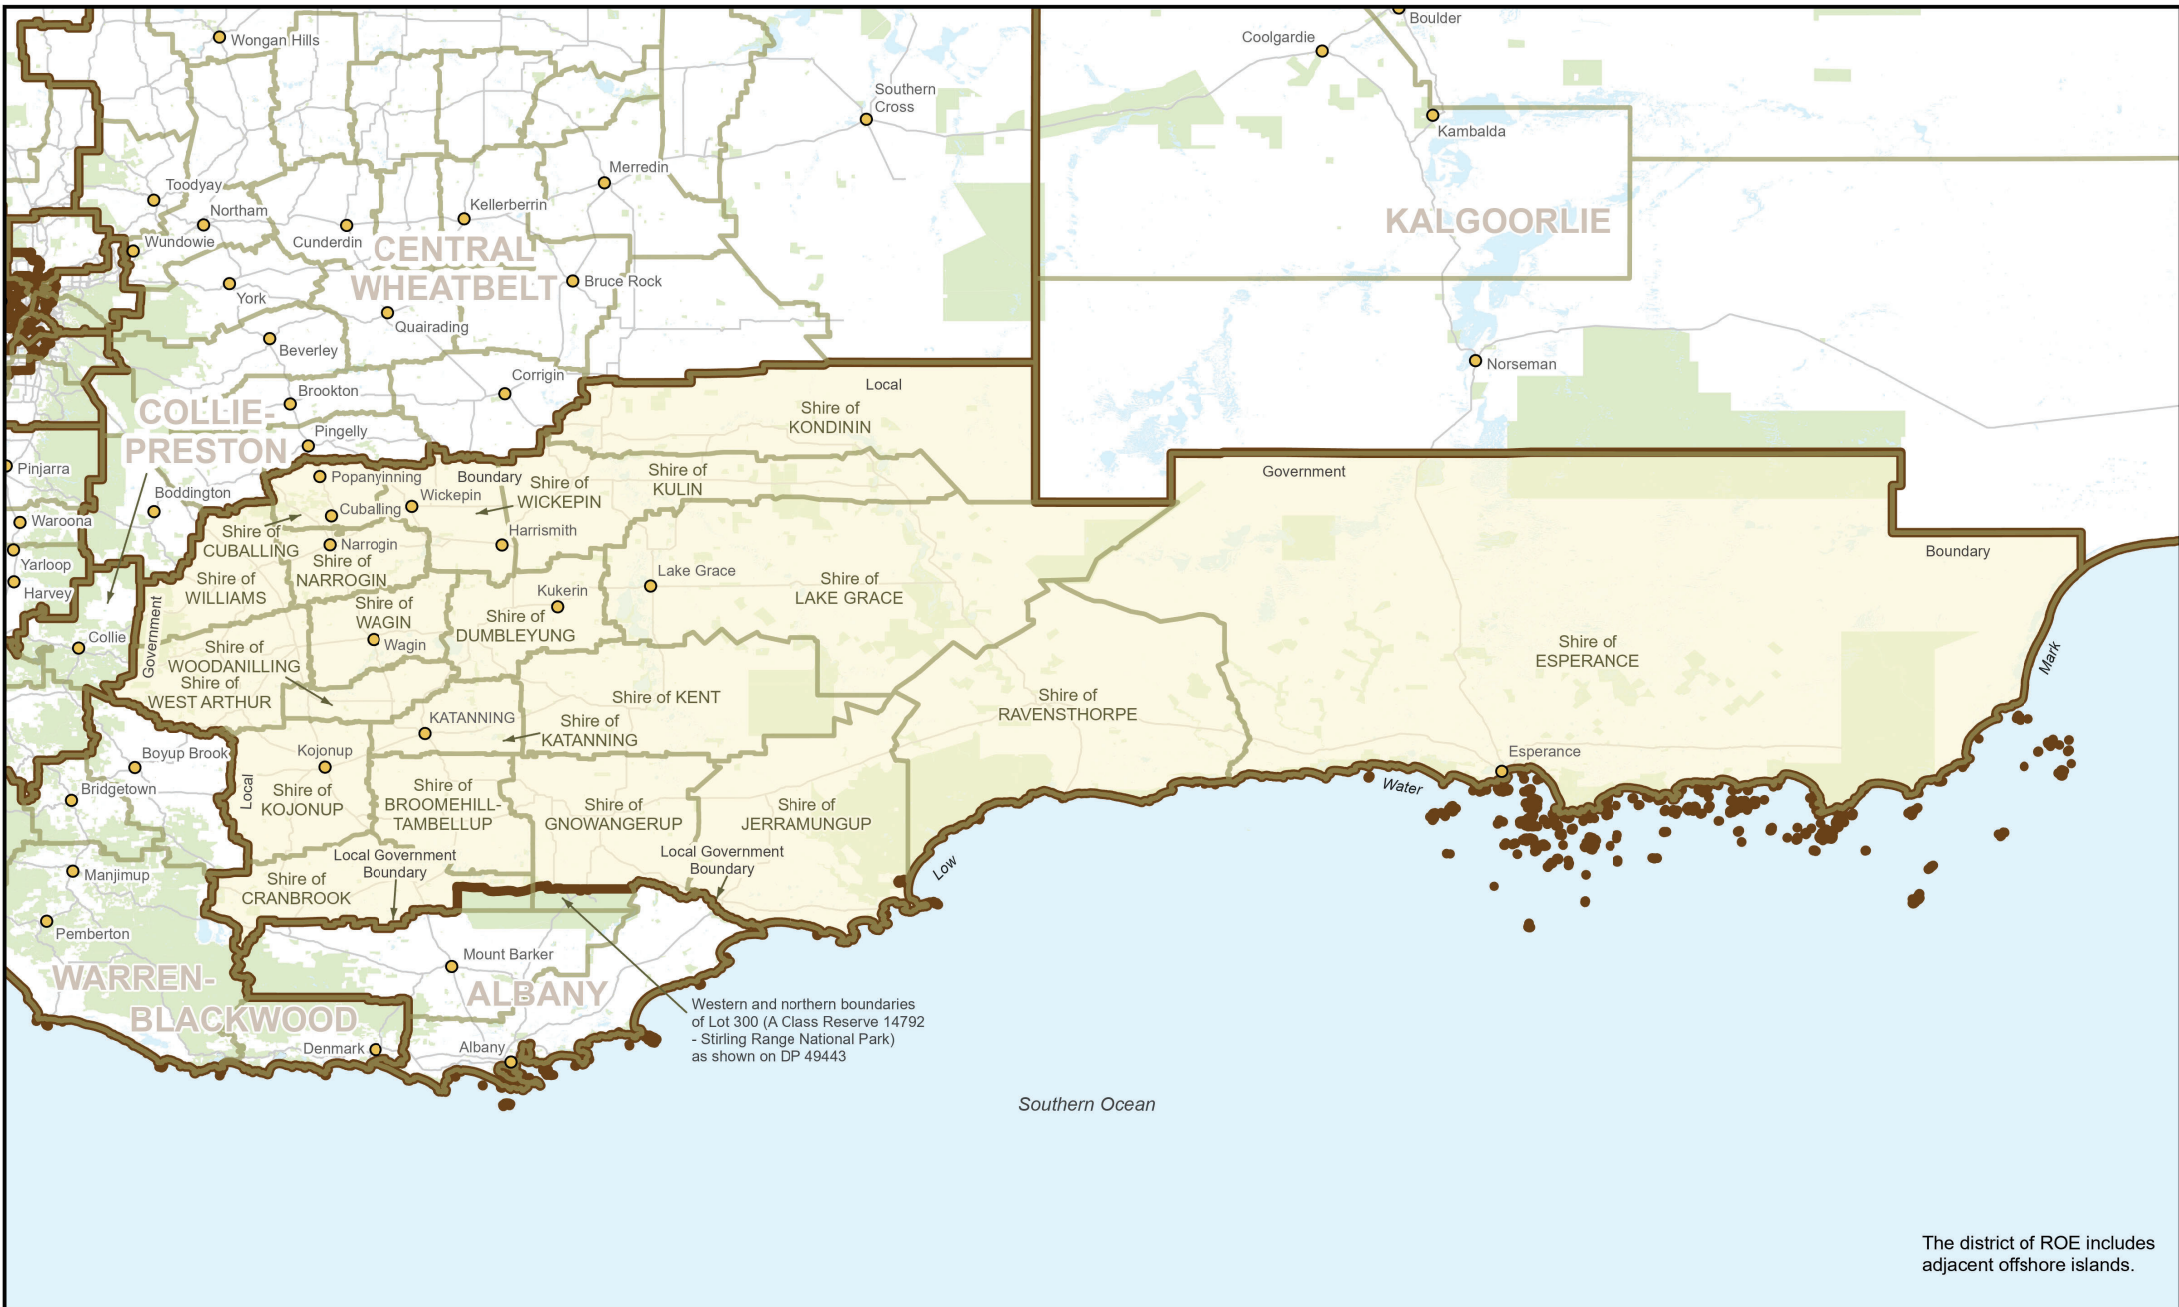 Boulder
Coolgardie
Wongan Hills
Southern
Cross
Kambalda
Merredin
Toodyay
Kellerberrin
Northam
KALGOORLIE
Wundowie
Cunderdin
CENTRAL
WHEATBELT
Bruce Rock
York
Quairading
Beverley
Norseman
Corrigin
Local
Brookton
Shire of
KONDININ
COLLIE-
PRESTON
Pingelly
Pinjarra
Popanyinning
Boundary
Shire of
KULIN
Government
Shire of
WICKEPIN
Wickepin
Boddington
Cuballing
Waroona
Shire of
CUBALLING
Harrismith
Narrogin
Boundary
Yarloop
Shire of
NARROGIN
Lake Grace
Shire of
WILLIAMS
Shire of
LAKE GRACE
Harvey
Kukerin
Shire of
WAGIN
Shire of
DUMBLEYUNG
Government
Collie
Wagin
Shire of
ESPERANCE
Shire of
WOODANILLING
Mark
Shire of
WEST ARTHUR
Shire of KENT
Shire of
RAVENSTHORPE
KATANNING
Shire of
KATANNING
Boyup Brook
Kojonup
Esperance
Bridgetown
Local
Shire of
KOJONUP
Shire of
BROOMEHILL-
TAMBELLUP
Shire of
GNOWANGERUP
Shire of
JERRAMUNGUP
Water
Local Government
Boundary
Local Government
Boundary
Low
Manjimup
Shire of
CRANBROOK
Pemberton
Mount Barker
WARREN-
BLACKWOOD
ALBANY
Western and northern boundaries
of Lot 300 (A Class Reserve 14792
- Stirling Range National Park)
as shown on DP 49443
Denmark
Albany
Southern Ocean
The district of ROE includes
adjacent offshore islands.